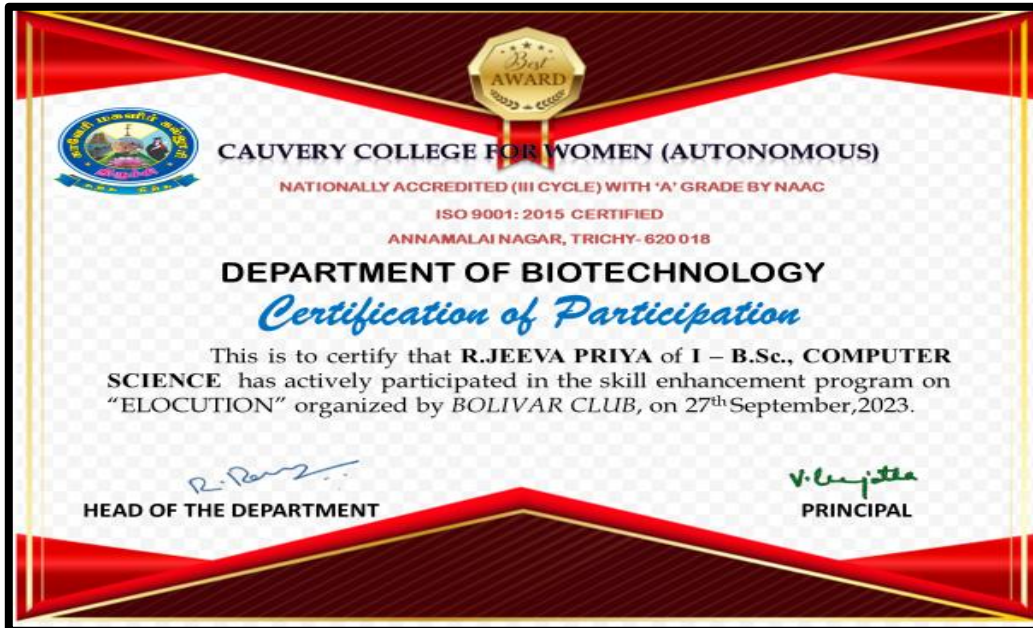 Best
AWARD
காவேரி மகளிர் கல்லூரி
திருச்சி
CAUVERY COLLEGE FOR WOMEN (AUTONOMOUS)
NATIONALLY ACCREDITED (III CYCLE) WITH 'A' GRADE BY NAAC
ISO 9001: 2015 CERTIFIED
ANNAMALAI NAGAR, TRICHY- 620 018
DEPARTMENT OF BIOTECHNOLOGY
Certification of Participation
This is to certify that R.JEEVA PRIYA of I – B.Sc., COMPUTER
SCIENCE has actively participated in the skill enhancement program on
“ELOCUTION” organized by BOLIVAR CLUB, on 27th September,2023.
HEAD OF THE DEPARTMENT
PRINCIPAL